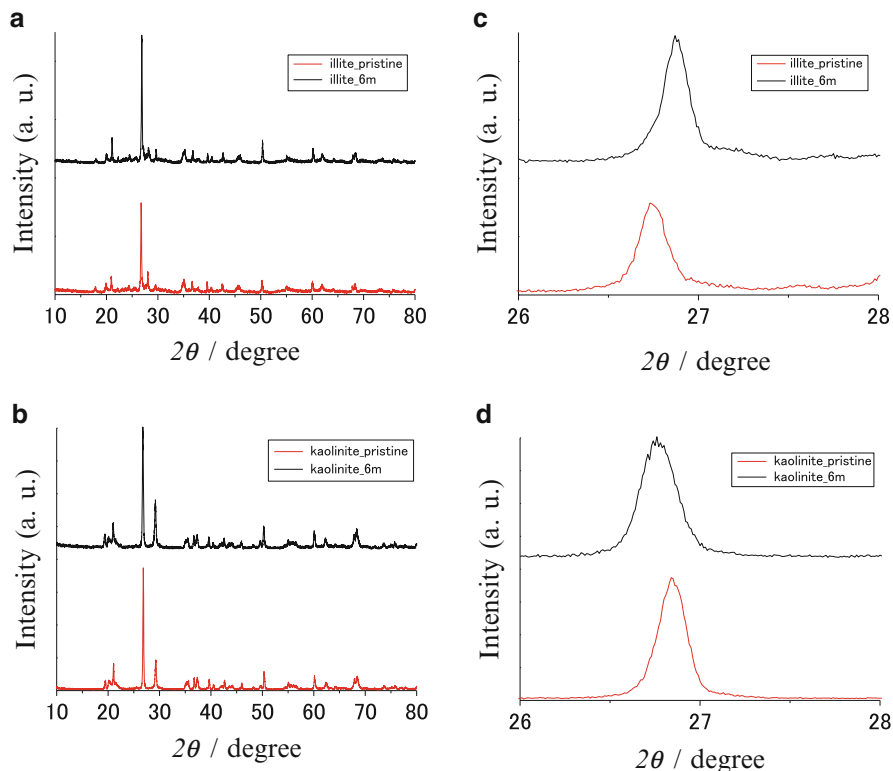 a
Intensity (a. u.)
illite_pristine
illite_6m
10 20 30 40 50 60 70 80
2θ / degree
c
Intensity (a. u.)
illite_pristine
illite_6m
26 27 28
2θ / degree
b
Intensity (a. u.)
kaolinite_pristine
kaolinite_6m
10 20 30 40 50 60 70 80
2θ / degree
d
Intensity (a. u.)
kaolinite_pristine
kaolinite_6m
26 27 28
2θ / degree